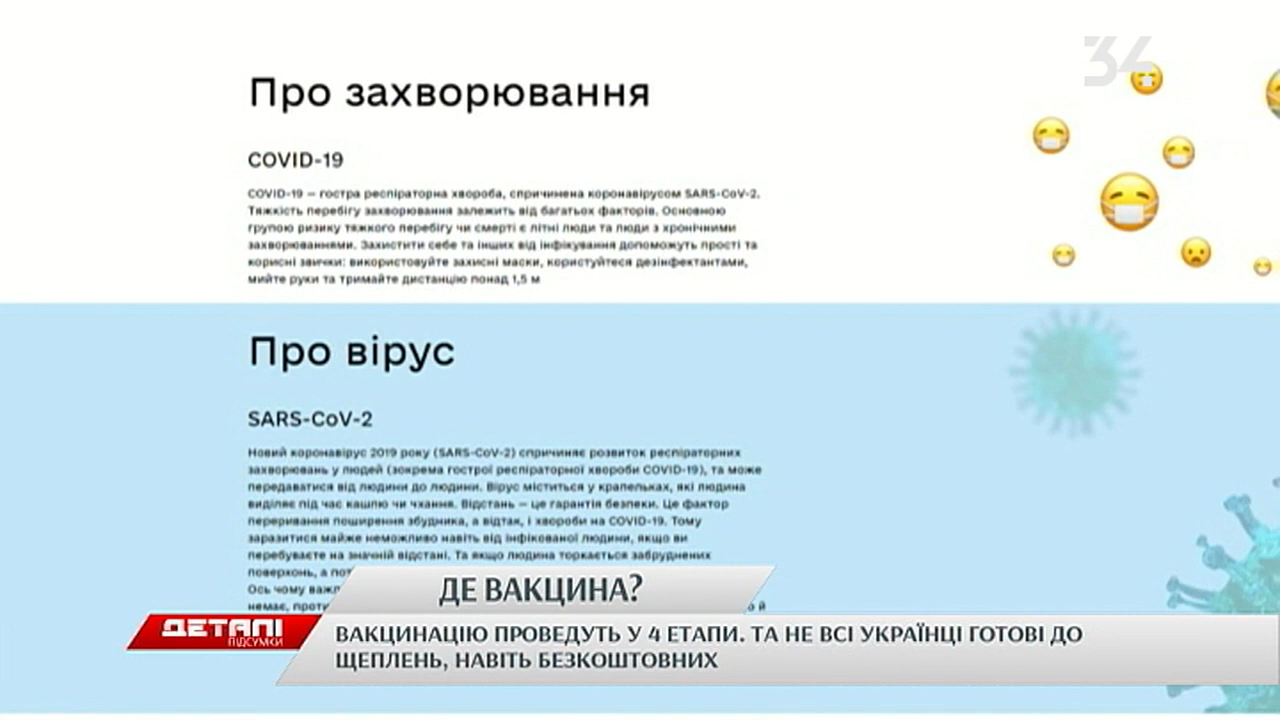 34
Про захворювання
COVID-19
COVID-19 — гостра респіраторна хвороба, спричинена коронавірусом SARS-CoV-2.
Тяжкість перебігу захворювання залежить від багатьох факторів. Основною
групою ризику тяжкого перебігу чи смерті є літні люди та люди з хронічними
захворюваннями. Захистити себе та інших від інфікування допоможуть прості та
корисні звички: використовуйте захисні маски, користуйтеся дезінфектантами,
мийте руки та тримайте дистанцію понад 1,5 м
Про вірус
SARS-CoV-2
Новий коронавірус 2019 року (SARS-CoV-2) спричиняє розвиток респіраторних
захворювань у людей (зокрема гострої респіраторної хвороби COVID-19), та може
передаватися від людини до людини. Вірус міститься у крапельках, які людина
виділяє під час кашлю чи чхання. Відстань — це гарантія безпеки. Це фактор
переривання поширення збудника, а відтак, і хвороби на COVID-19. Тому
заразитися майже неможливо навіть від інфікованої людини, якщо ви
перебуваєте на значній відстані. Та якщо людина торкається забруднених
поверхонь, а
Ось чому
немає,
ДЕ ВАКЦИНА?
ДЕТАЛІ
ПІДСУМКИ
ВАКЦИНАЦІЮ ПРОВЕДУТЬ У 4 ЕТАПИ. ТА НЕ ВСІ УКРАЇНЦІ ГОТОВІ ДО
ЩЕПЛЕНЬ, НАВІТЬ БЕЗКОШТОВНИХ